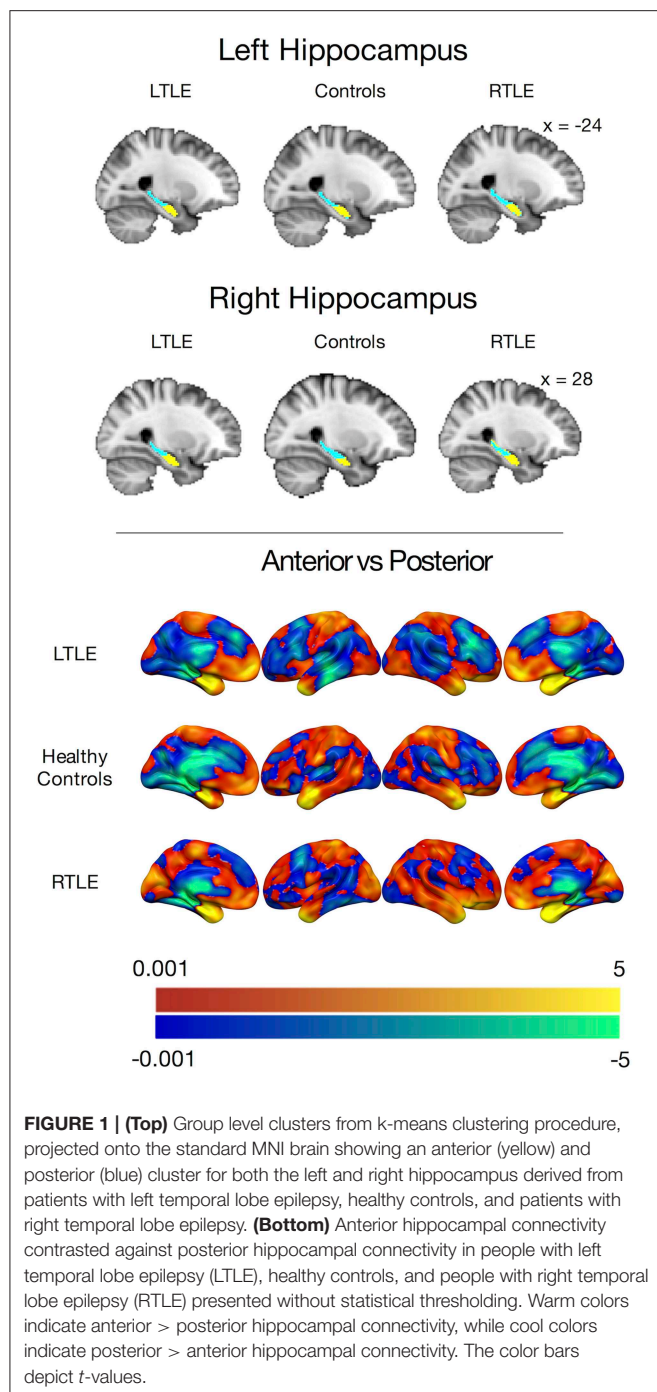 Left Hippocampus
LTLE Controls RTLE
x = -24
Right Hippocampus
LTLE Controls RTLE
x = 28
Anterior vs Posterior
LTLE
Healthy
Controls
RTLE
0.001 5
-0.001 -5
FIGURE 1 | (Top) Group level clusters from k-means clustering procedure,
projected onto the standard MNI brain showing an anterior (yellow) and
posterior (blue) cluster for both the left and right hippocampus derived from
patients with left temporal lobe epilepsy, healthy controls, and patients with
right temporal lobe epilepsy. (Bottom) Anterior hippocampal connectivity
contrasted against posterior hippocampal connectivity in people with left
temporal lobe epilepsy (LTLE), healthy controls, and people with right temporal
lobe epilepsy (RTLE) presented without statistical thresholding. Warm colors
indicate anterior > posterior hippocampal connectivity, while cool colors
indicate posterior > anterior hippocampal connectivity. The color bars
depict t-values.